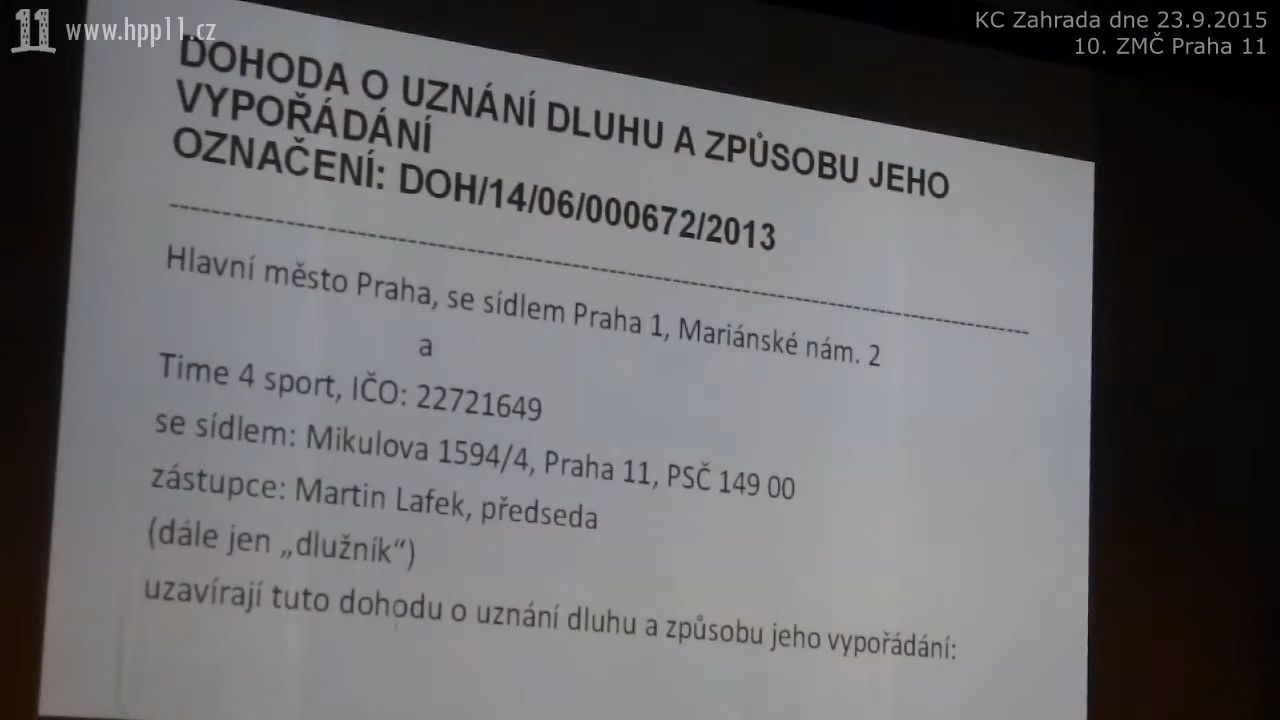 11 www.hpp11.cz
KC Zahrada dne 23.9.2015
10. ZMČ Praha 11
DOHODA O UZNÁNÍ DLUHU A ZPŮSOBU JEHO
VYPOŘÁDÁNÍ
OZNAČENÍ: DOH/14/06/000672/2013
Hlavní město Praha, se sídlem Praha 1, Mariánské nám. 2
a
Time 4 sport, IČO: 22721649
se sídlem: Mikulova 1594/4, Praha 11, PSČ 149 00
zástupce: Martin Lafek, předseda
(dále jen „dlužník“)
uzavírají tuto dohodu o uznání dluhu a způsobu jeho vypořádání: